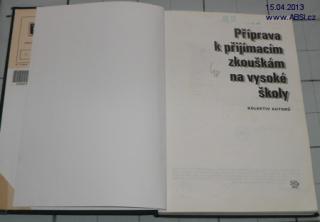 15.04.2013
www.ABSI.cz
Příprava
k přijímacím
zkouškám
na vysoké
školy
KOLEKTIV AUTORŮ